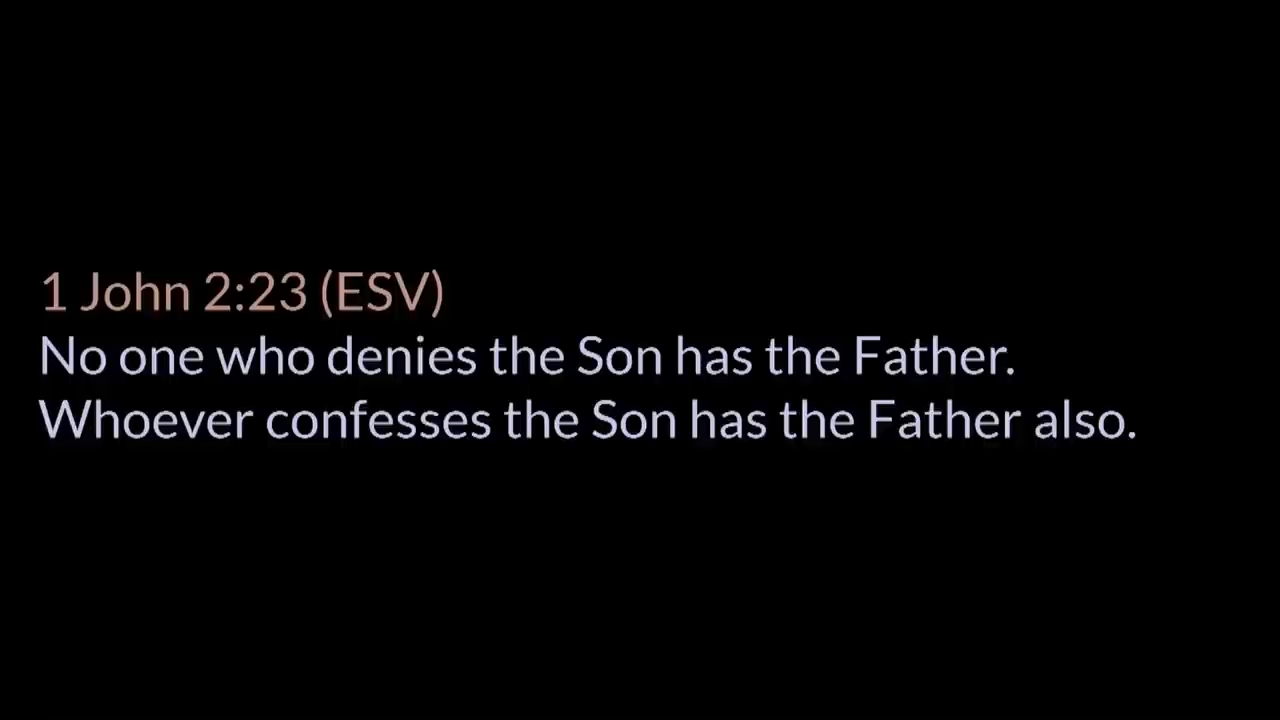 1 John 2:23 (ESV)
No one who denies the Son has the Father.
Whoever confesses the Son has the Father also.